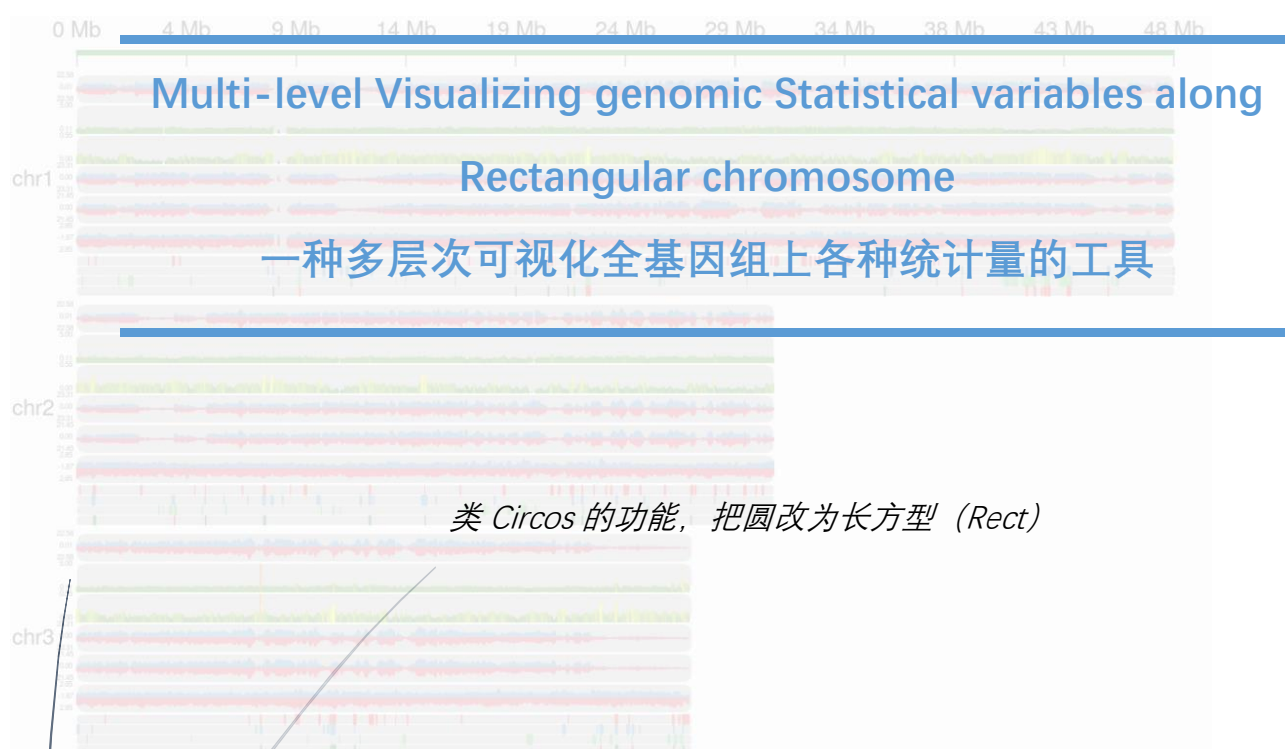 0 Mb 4 Mb 9 Mb 14 Mb 19 Mb 24 Mb 29 Mb 34 Mb 38 Mb 43 Mb 48 Mb
Multi-level Visualizing genomic Statistical variables along
chr1
Rectangular chromosome
一种多层次可视化全基因组上各种统计量的工具
chr2
类 Circos 的功能，把圆改为长方型（Rect）
chr3